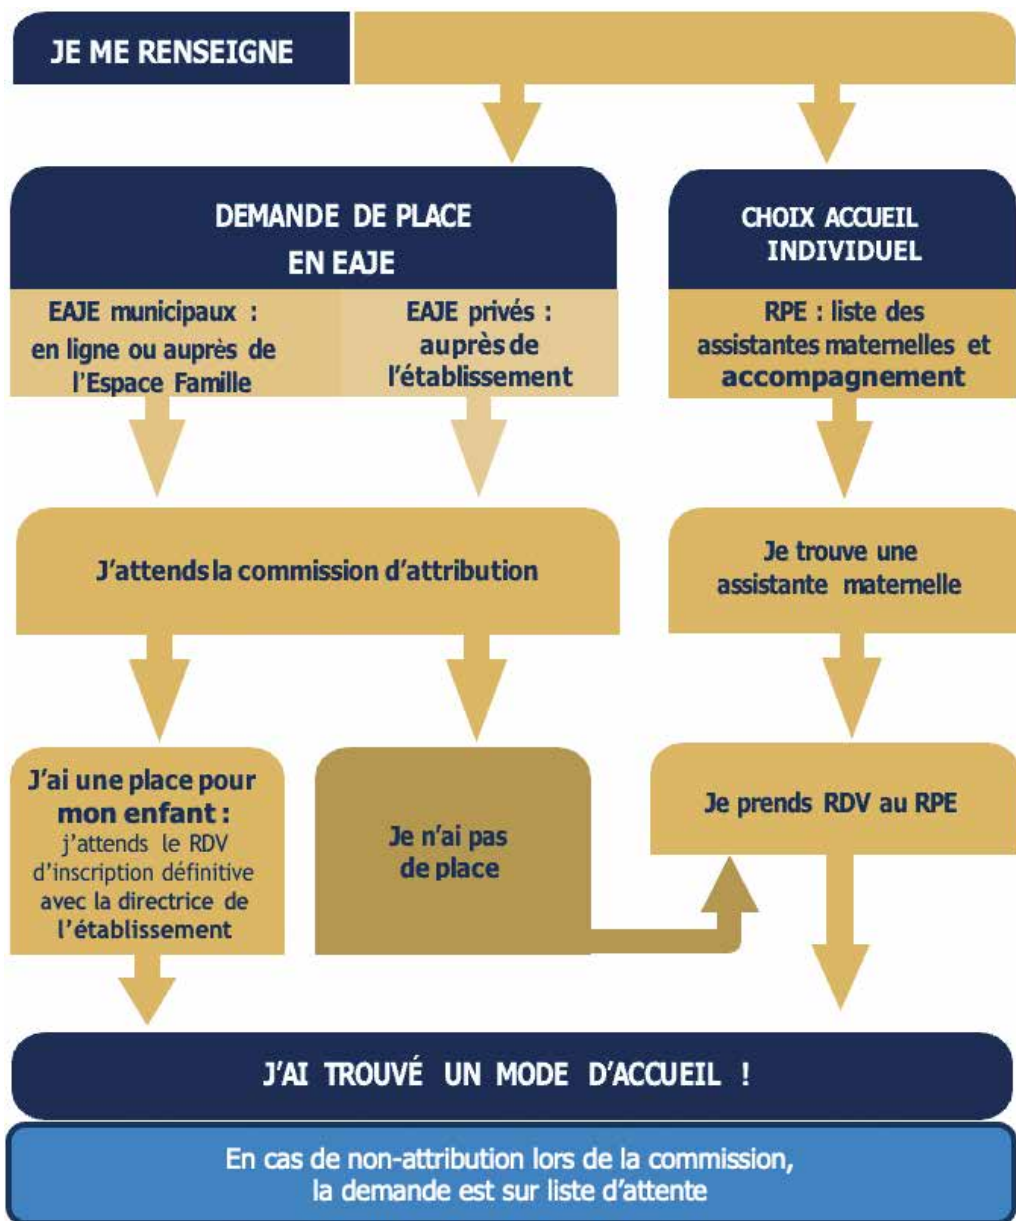 JE ME RENSEIGNE
DEMANDE DE PLACE
EN EAJE
EAJE municipaux :
en ligne ou auprès de
l'Espace Famille
EAJE privés :
auprès de
l'établissement
CHOIX ACCUEIL
INDIVIDUEL
RPE : liste des
assistantes maternelles et
accompagnement
J'attends la commission d'attribution
Je trouve une
assistante maternelle
J'ai une place pour
mon enfant :
j'attends le RDV
d'inscription définitive
avec la directrice de
l'établissement
Je n'ai pas
de place
Je prends RDV au RPE
J'AI TROUVÉ UN MODE D'ACCUEIL !
En cas de non-attribution lors de la commission,
la demande est sur liste d'attente